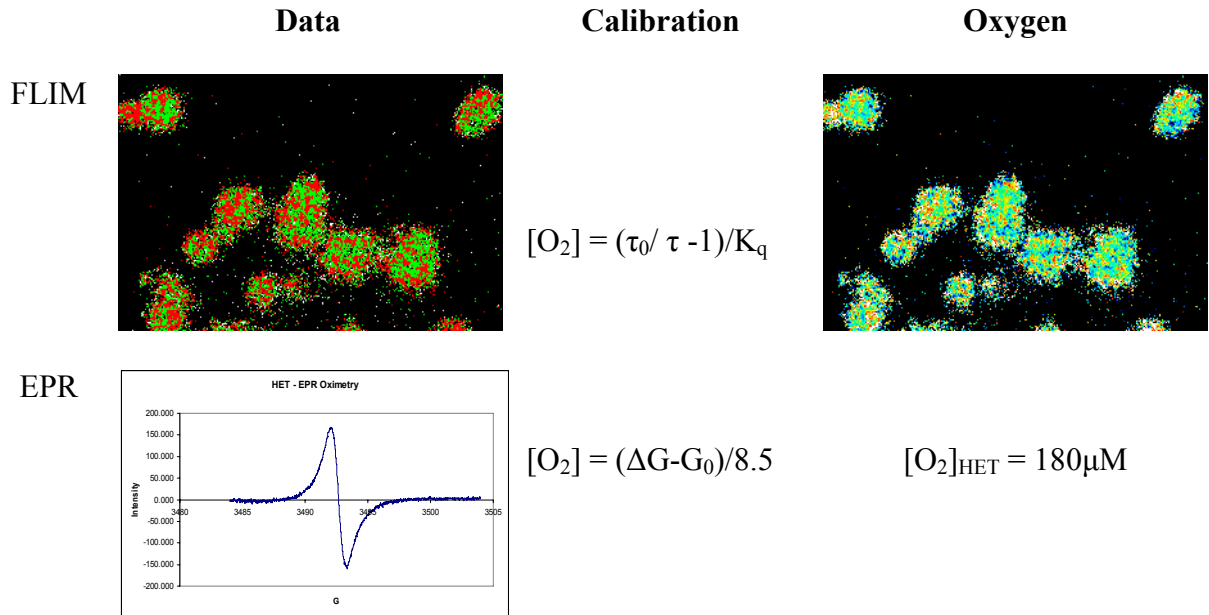 Data Calibration Oxygen
FLIM
[O₂] = (τ₀/ τ -1)/K_q
EPR
HET - EPR Oximetry
200.000
150.000
100.000
50.000
0.000
-50.000
-100.000
-150.000
-200.000
3480 3485 3490 3495 3500 3505
Intensity
G
[O₂] = (ΔG-G₀)/8.5
[O₂]HET = 180μM